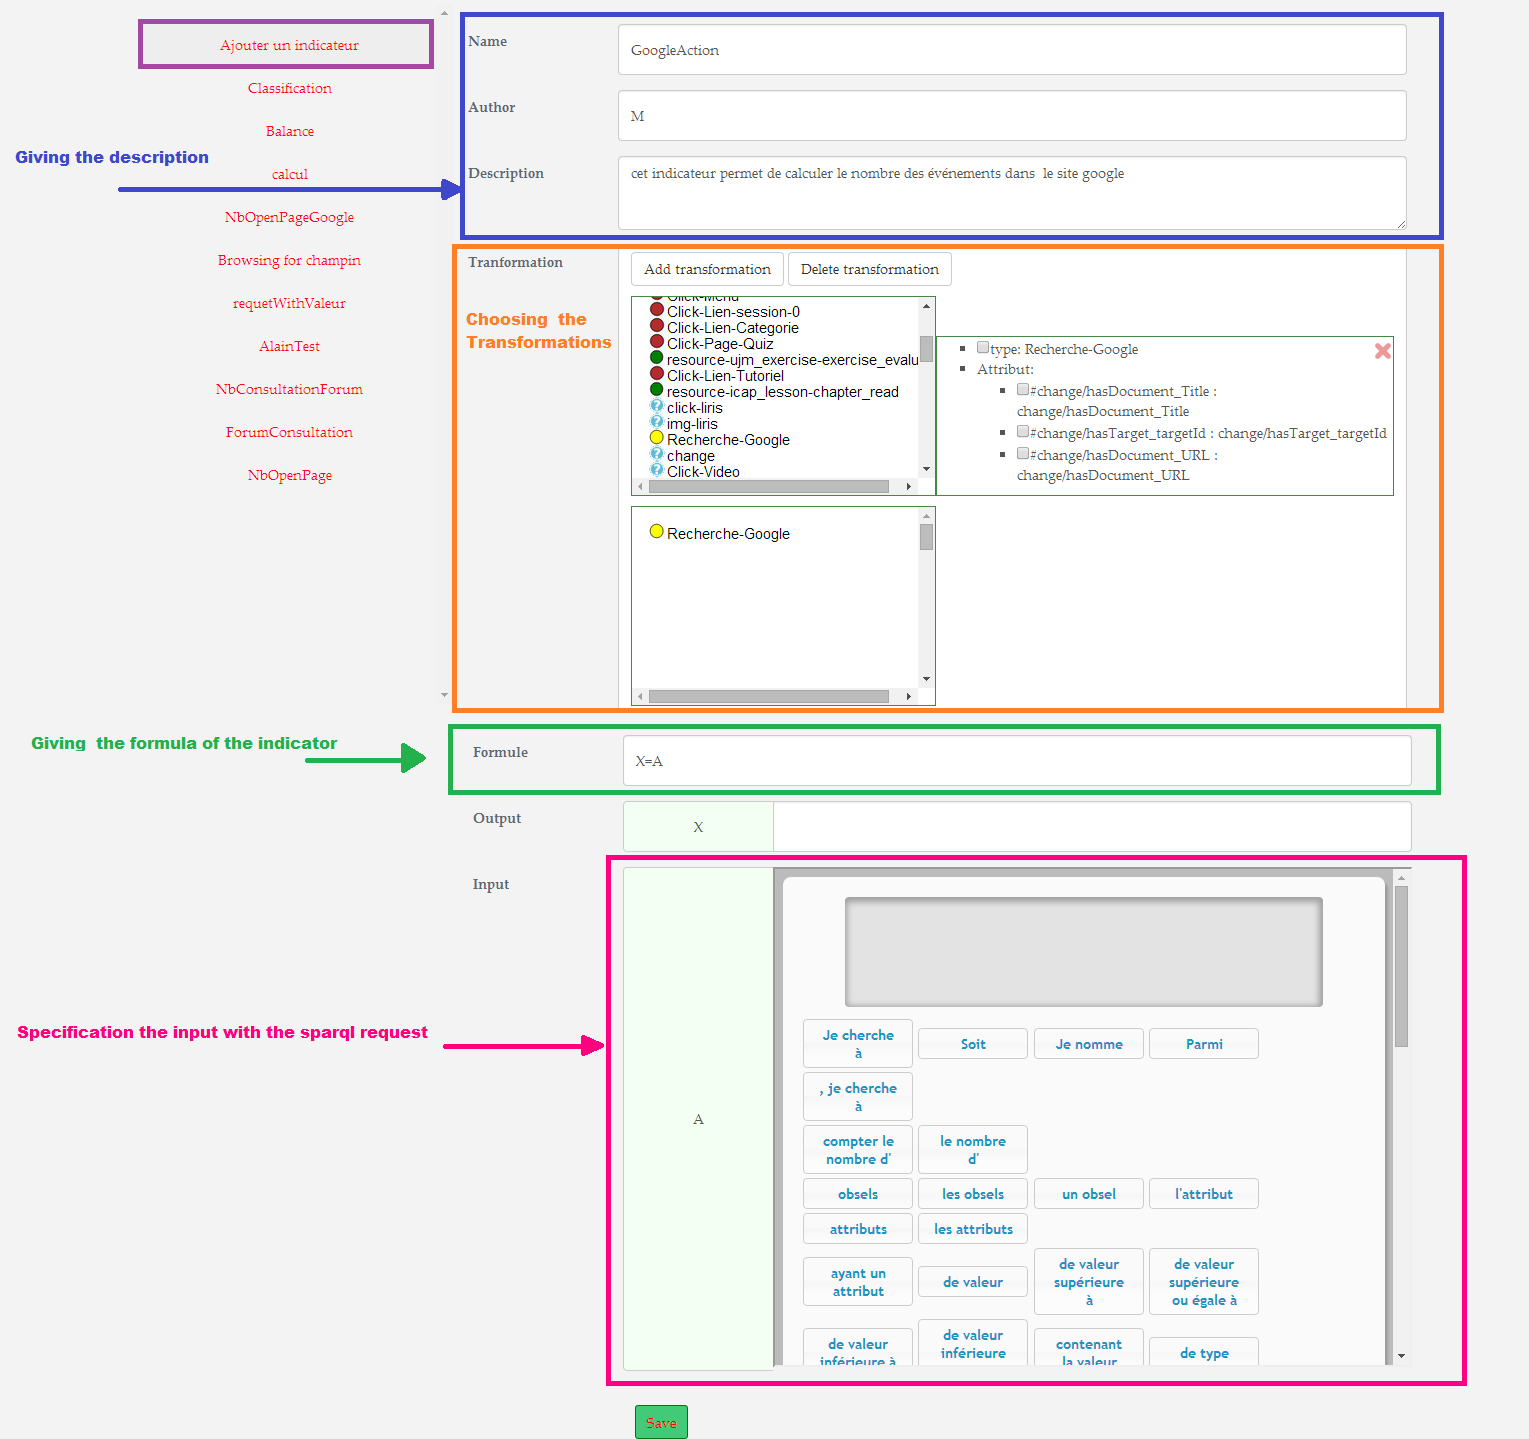 Ajouter un indicateur
Classification
Balance
calcul
NbOpenPageGoogle
Browsing for champin
requetWithValeur
AlainTest
NbConsultationForum
ForumConsultation
NbOpenPage
Giving the description
Name
GoogleAction
Author
M
Description
cet indicateur permet de calculer le nombre des événements dans le site google
Tranformation
Add transformation
Delete transformation
Choosing the
Transformations
Click-Menu
Click-Lien-session-0
Click-Lien-Categorie
Click-Page-Quiz
resource-ujm_exercise-exercise_evalu
Click-Lien-Tutoriel
resource-icap_lesson-chapter_read
click-liris
img-liris
Recherche-Google
change
Click-Video
type: Recherche-Google
Attribut:
#change/hasDocument_Title :
change/hasDocument_Title
#change/hasTarget_targetId : change/hasTarget_targetId
#change/hasDocument_URL :
change/hasDocument_URL
Recherche-Google
Giving the formula of the indicator
Formule
X=A
Output
X
Input
A
Specification the input with the sparql request
Je cherche
à
Soit
Je nomme
Parmi
, je cherche
à
compter le
nombre d'
le nombre
d'
obsels
les obsels
un obsel
l'attribut
attributs
les attributs
ayant un
attribut
de valeur
de valeur
supérieure
à
de valeur
supérieure
ou égale à
de valeur
inférieure à
de valeur
inférieure
contenant
la valeur
de type
Save